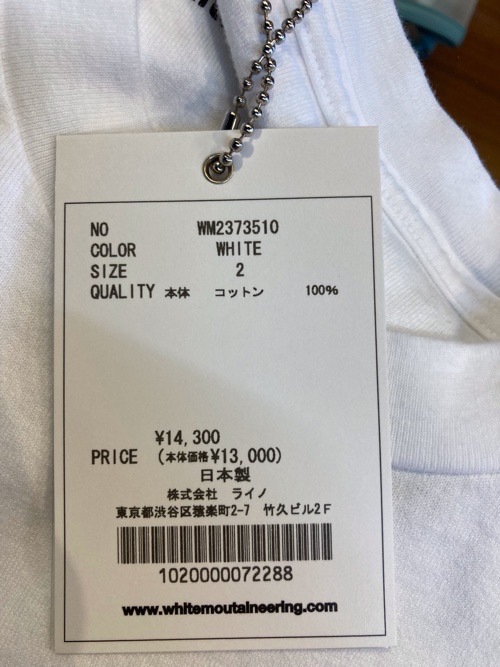 NO WM2373510
COLOR WHITE
SIZE 2
QUALITY 本体 コットン 100%
¥14,300
PRICE (本体価格¥13,000)
日本製
株式会社 ライノ
東京都渋谷区猿楽町2-7 竹久ビル2F
1020000072288
www.whitemoutaineering.com